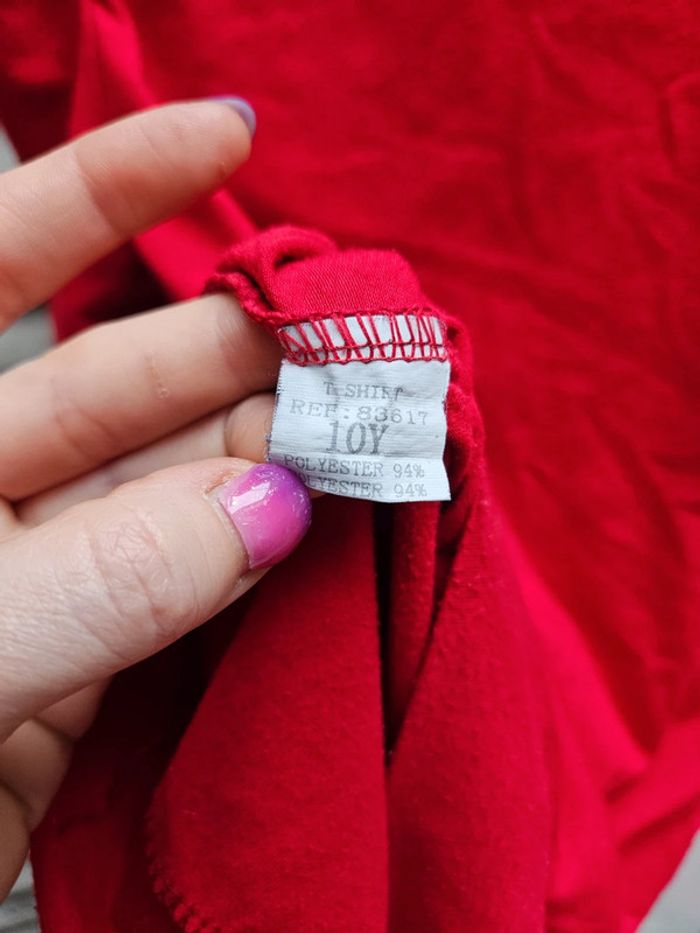 T SHIRT
REF:83617
10Y
POLYESTER 94%
POLYESTER 94%